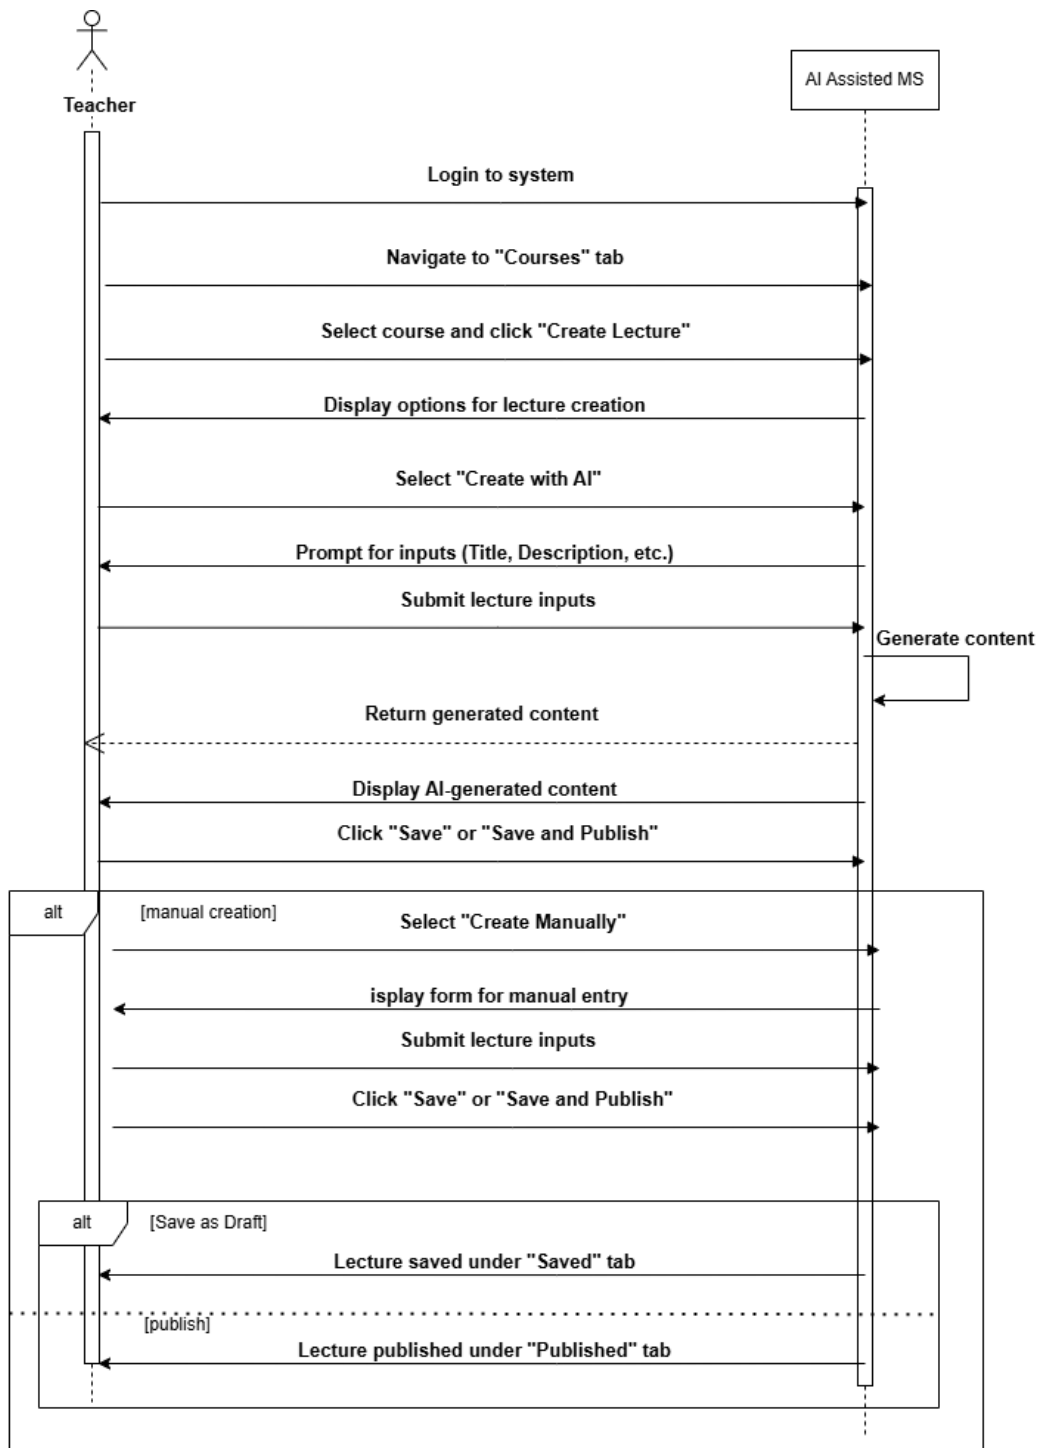 Teacher
AI Assisted MS
Login to system
Navigate to "Courses" tab
Select course and click "Create Lecture"
Display options for lecture creation
Select "Create with AI"
Prompt for inputs (Title, Description, etc.)
Submit lecture inputs
Generate content
Return generated content
Display AI-generated content
Click "Save" or "Save and Publish"
alt
[manual creation]
Select "Create Manually"
isplay form for manual entry
Submit lecture inputs
Click "Save" or "Save and Publish"
alt
[Save as Draft]
Lecture saved under "Saved" tab
[publish]
Lecture published under "Published" tab